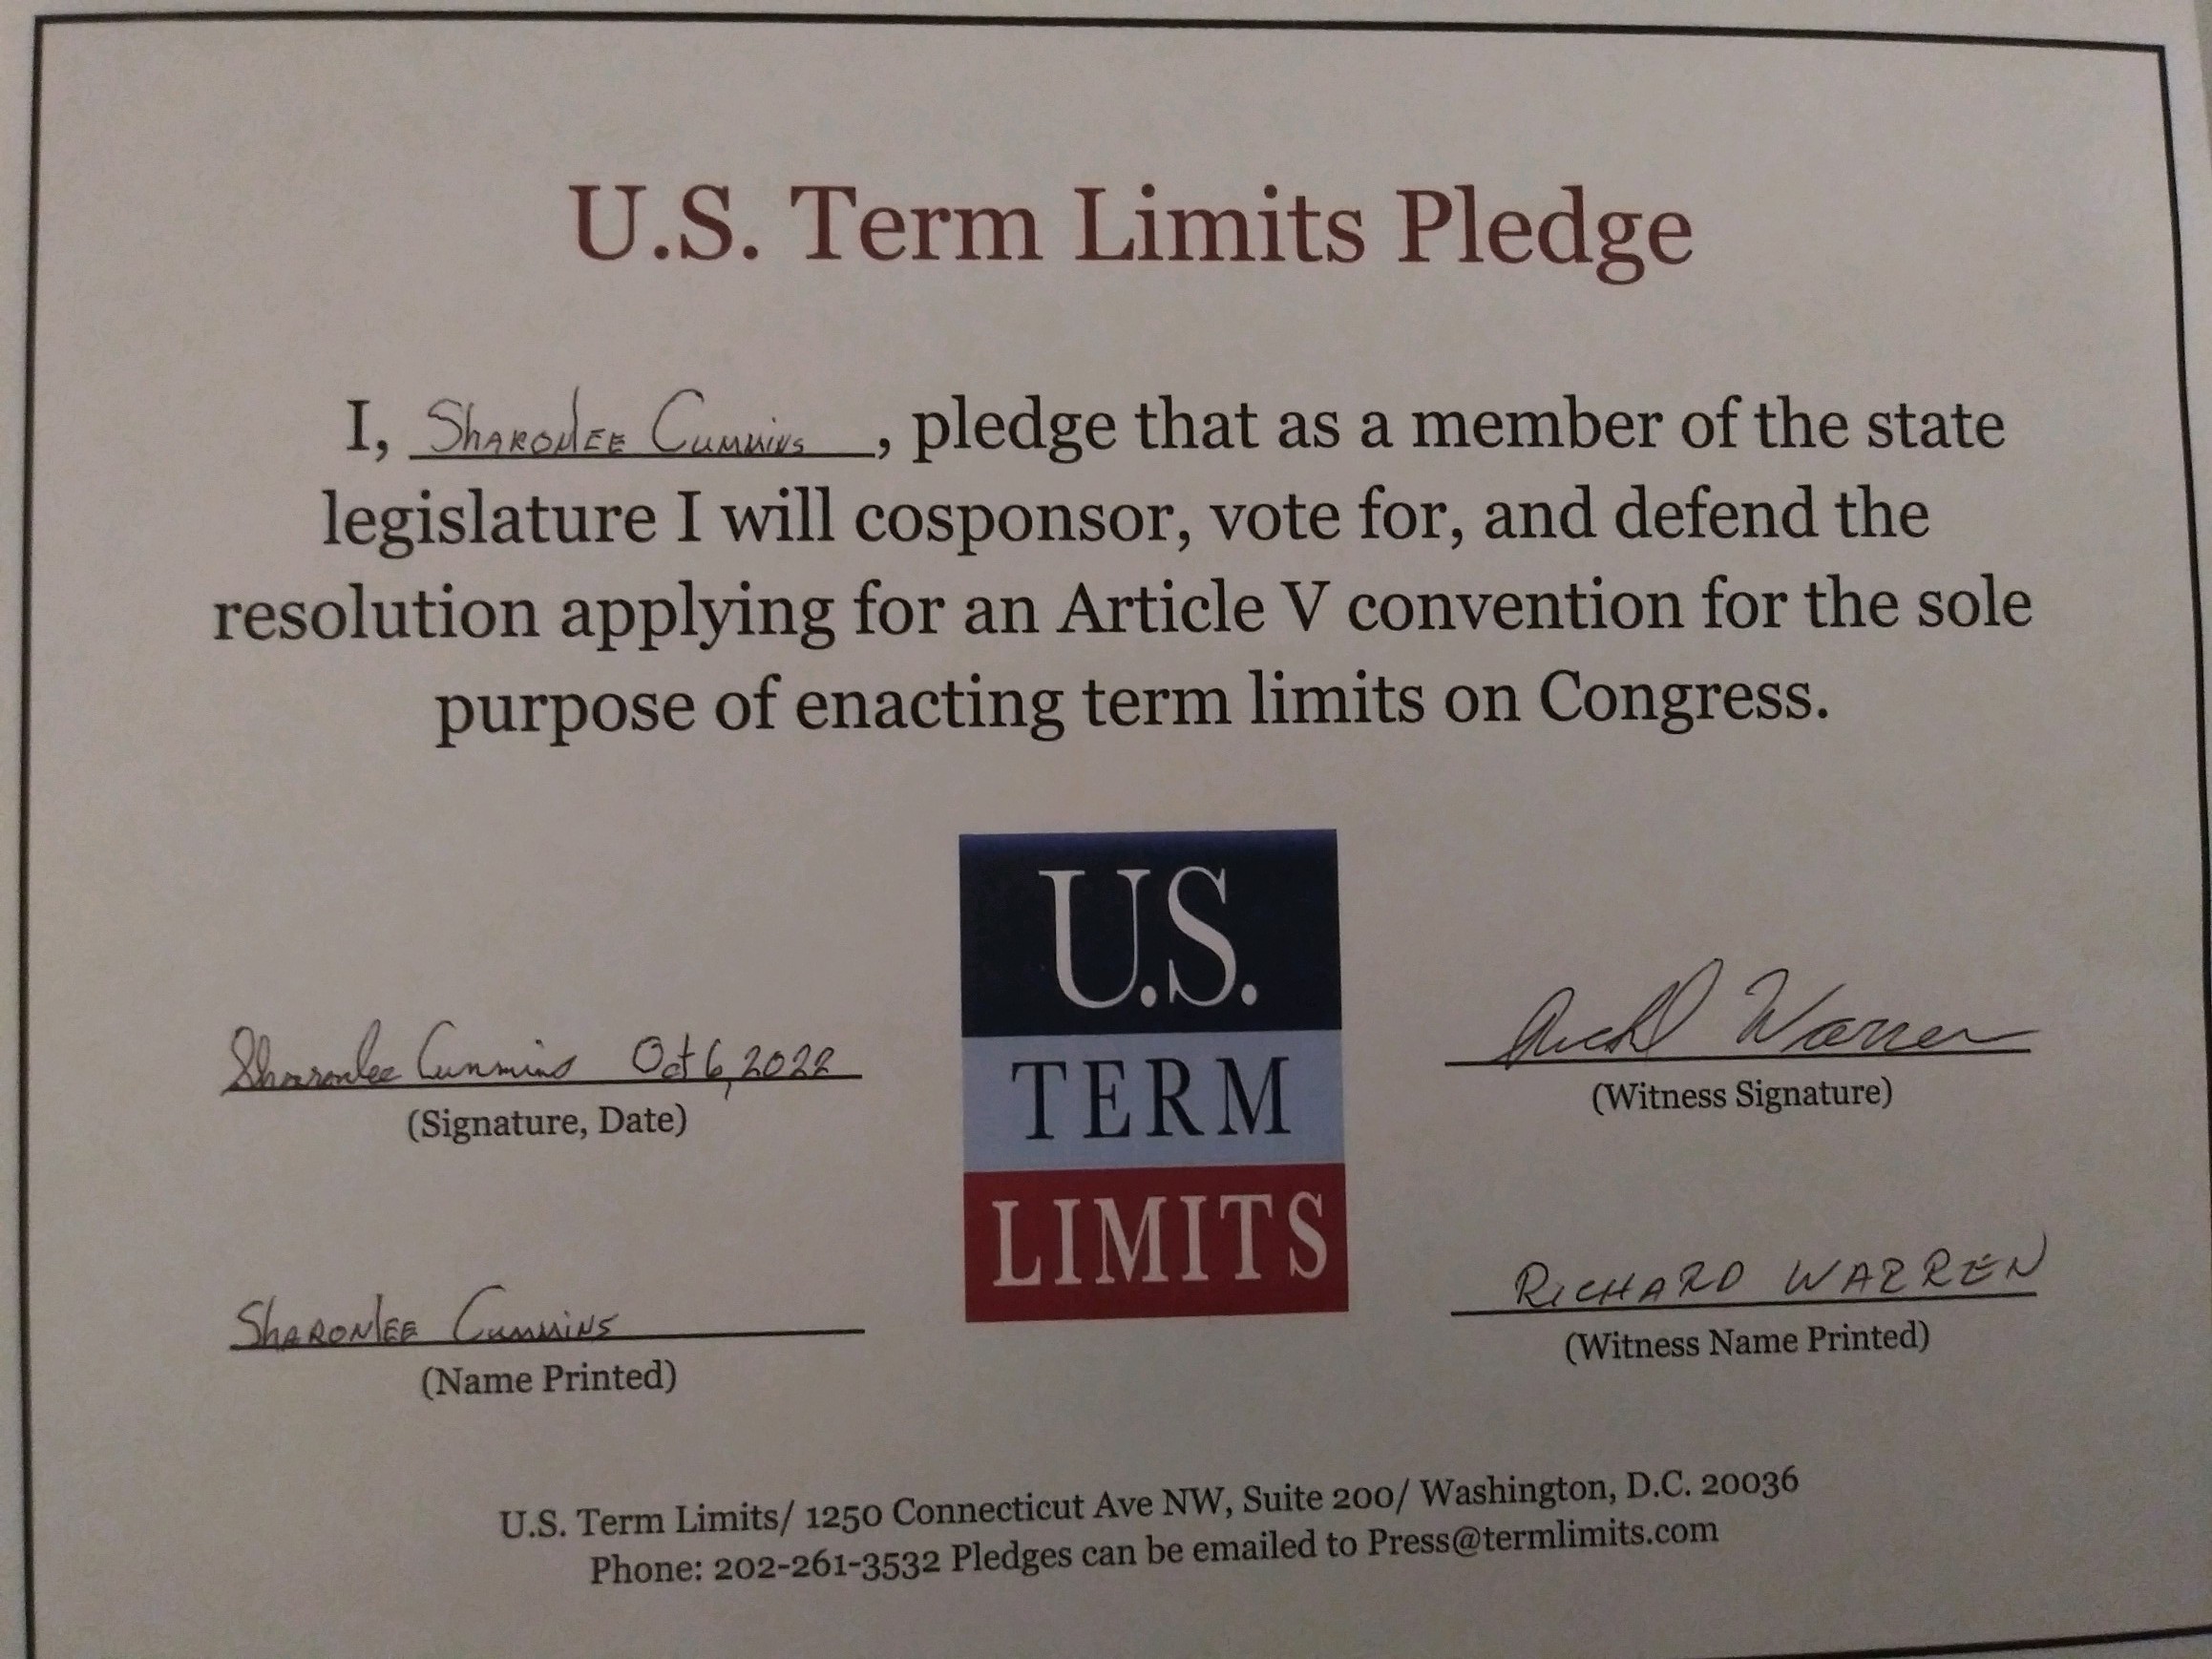 U.S. Term Limits Pledge
I, Sharonlee Cummins, pledge that as a member of the state
legislature I will cosponsor, vote for, and defend the
resolution applying for an Article V convention for the sole
purpose of enacting term limits on Congress.
U.S.
TERM
LIMITS
Sharonlee Cummins Oct 6, 2022
(Signature, Date)
Richard Warren
(Witness Signature)
SHARONLEE CUMMINS
(Name Printed)
RICHARD WARREN
(Witness Name Printed)
U.S. Term Limits/ 1250 Connecticut Ave NW, Suite 200/ Washington, D.C. 20036
Phone: 202-261-3532 Pledges can be emailed to Press@termlimits.com